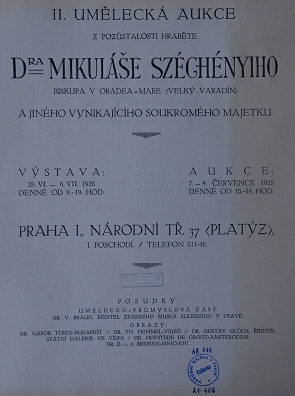 II. UMĚLECKÁ AUKCE
Z POZŮSTALOSTI HRABĚTE
DRA MIKULÁŠE SZÉCHÉNYIHO
BISKUPA V ORADEA-MARE (VELKÝ VARADÍN)
A JINÉHO VYNIKAJÍCÍHO SOUKROMÉHO MAJETKU.
VÝSTAVA: AUKCE:
28. VI. – 6. VII. 1925 7. – 9. ČERVENCE 1925
DENNĚ OD 9.-19. HOD. DENNĚ OD 15.-18. HOD.
PRAHA I., NÁRODNÍ TŘ. 37 (PLATÝZ),
I. POSCHODÍ / TELEFON 311-48.
POSUDKY:
UMĚLECKO-PRŮMYSLOVÁ ČÁST
DR. V. BRAUN, ŘEDITEL ZEMSKÉHO MUSEA SLEZSKÉHO V OPAVĚ.
OBRAZY:
DR. GÁBOR TÉREY-BUDAPEŠŤ / DR. TH. FRIMMEL-VÍDEŇ / DR. GUSTAV GLÜCK, ŘEDITEL
STÁTNÍ GALERIE VE VÍDNI / DR. HOFSTEDE DE GROOT-AMSTERODAM.
DR. E. v. d. BERCKEN-MNICHOV.